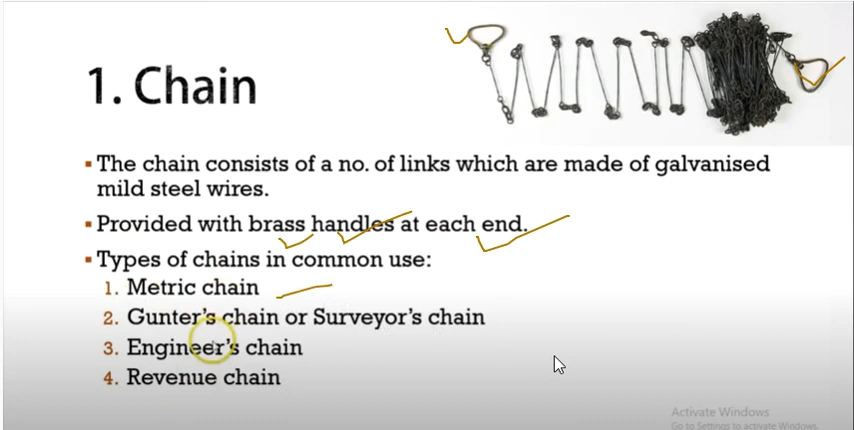 1. Chain
▪ The chain consists of a no. of links which are made of galvanised
mild steel wires.
▪ Provided with brass handles at each end.
▪ Types of chains in common use:
1. Metric chain
2. Gunter's chain or Surveyor's chain
3. Engineer's chain
4. Revenue chain
Activate Windows
Go to Settings to activate Windows.